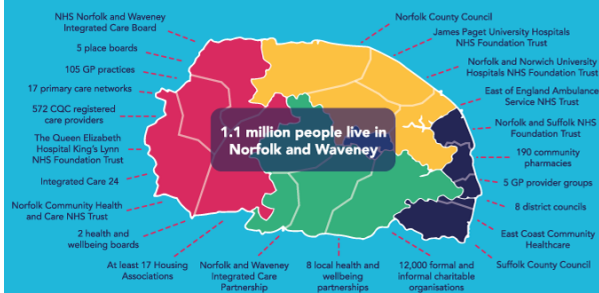 NHS Norfolk and Waveney
Integrated Care Board
5 place boards
105 GP practices
17 primary care networks
572 CQC registered
care providers
The Queen Elizabeth
Hospital King's Lynn
NHS Foundation Trust
Integrated Care 24
Norfolk Community Health
and Care NHS Trust
2 health and
wellbeing boards
At least 17 Housing
Associations
Norfolk and Waveney
Integrated Care
Partnership
8 local health and
wellbeing
partnerships
12,000 formal and
informal charitable
organisations
1.1 million people live in
Norfolk and Waveney
Norfolk County Council
James Paget University Hospitals
NHS Foundation Trust
Norfolk and Norwich University
Hospitals NHS Foundation Trust
East of England Ambulance
Service NHS Trust
Norfolk and Suffolk NHS
Foundation Trust
190 community
pharmacies
5 GP provider groups
8 district councils
East Coast Community
Healthcare
Suffolk County Council